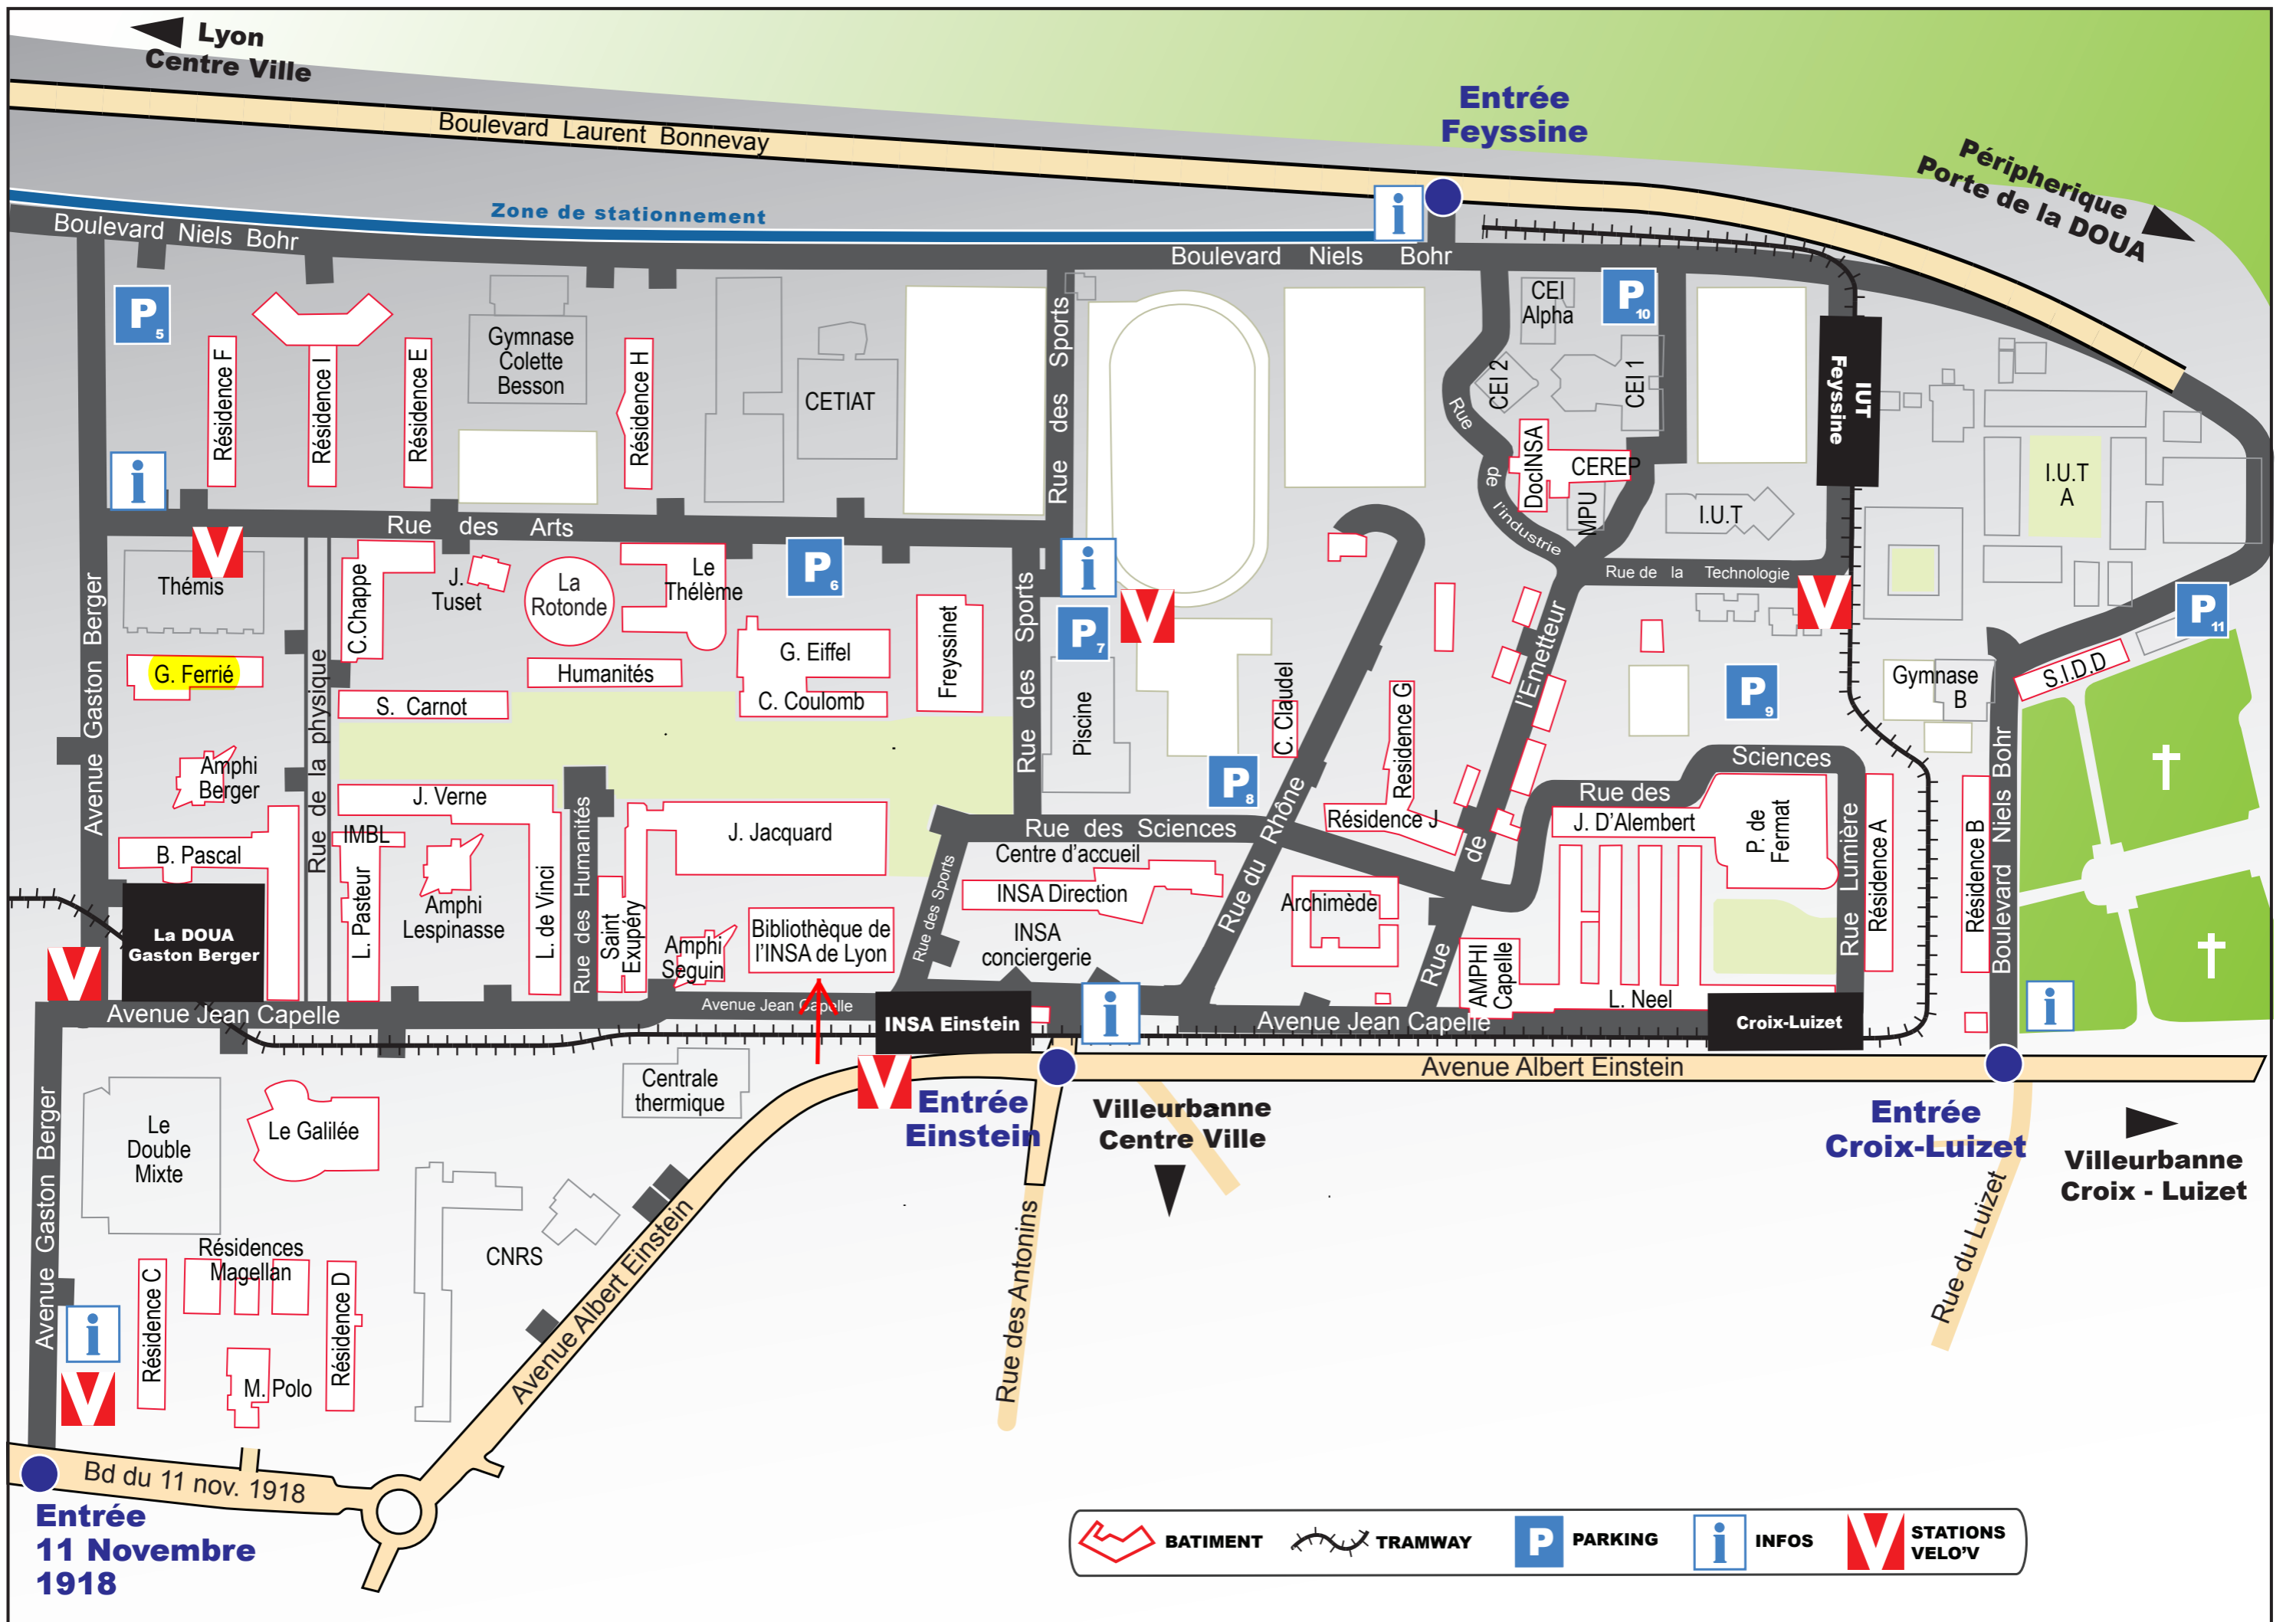 Lyon
Centre Ville
Boulevard Laurent Bonnevay
Entrée
Feyssine
Péripherique
Porte de la DOUA
Zone de stationnement
i
Boulevard Niels Bohr
Boulevard Niels Bohr
P5
Résidence F
Résidence I
Résidence E
Gymnase
Colette
Besson
Résidence H
CETIAT
Rue des Sports
CEI
Alpha
P10
CEI 2
CEI 1
IUT
Feyssine
Rue
de
l'industrie
DocINSA
CEREP
MPU
I.U.T
I.U.T
A
i
Rue des Arts
V
Thémis
Avenue Gaston Berger
G. Ferrié
Amphi
Berger
B. Pascal
Rue de la physique
C.Chappe
J.
Tuset
La
Rotonde
Le
Thélème
P6
G. Eiffel
Humanités
S. Carnot
C. Coulomb
Freyssinet
Rue des Sports
i
P7
V
Piscine
P8
C. Claudel
Residence G
Résidence J
Rue de l'Emetteur
Rue de la Technologie
V
P9
P11
Gymnase
B
S.I.D.D
J. Verne
IMBL
L. Pasteur
Amphi
Lespinasse
L. de Vinci
Rue des Humanités
Saint
Exupéry
J. Jacquard
Amphi
Seguin
Bibliothèque de
l'INSA de Lyon
Rue des Sports
Rue des Sciences
Centre d'accueil
INSA Direction
INSA
conciergerie
Rue du Rhône
Archimède
AMPHI
Capelle
Rue des Sciences
J. D'Alembert
P. de
Fermat
L. Neel
Rue Lumière
Résidence A
Résidence B
Boulevard Niels Bohr
i
La DOUA
Gaston Berger
V
Avenue Jean Capelle
Avenue Jean Capelle
INSA Einstein
i
Avenue Jean Capelle
Croix-Luizet
Avenue Albert Einstein
V
Entrée
Einstein
Villeurbanne
Centre Ville
Entrée
Croix-Luizet
Villeurbanne
Croix - Luizet
Rue du Luizet
Rue des Antonins
Centrale
thermique
Le
Double
Mixte
Le Galilée
CNRS
Avenue Albert Einstein
Avenue Gaston Berger
Résidences
Magellan
Résidence C
Résidence D
M. Polo
i
V
Bd du 11 nov. 1918
Entrée
11 Novembre
1918
BATIMENT
TRAMWAY
P PARKING
i INFOS
V STATIONS
VELO'V